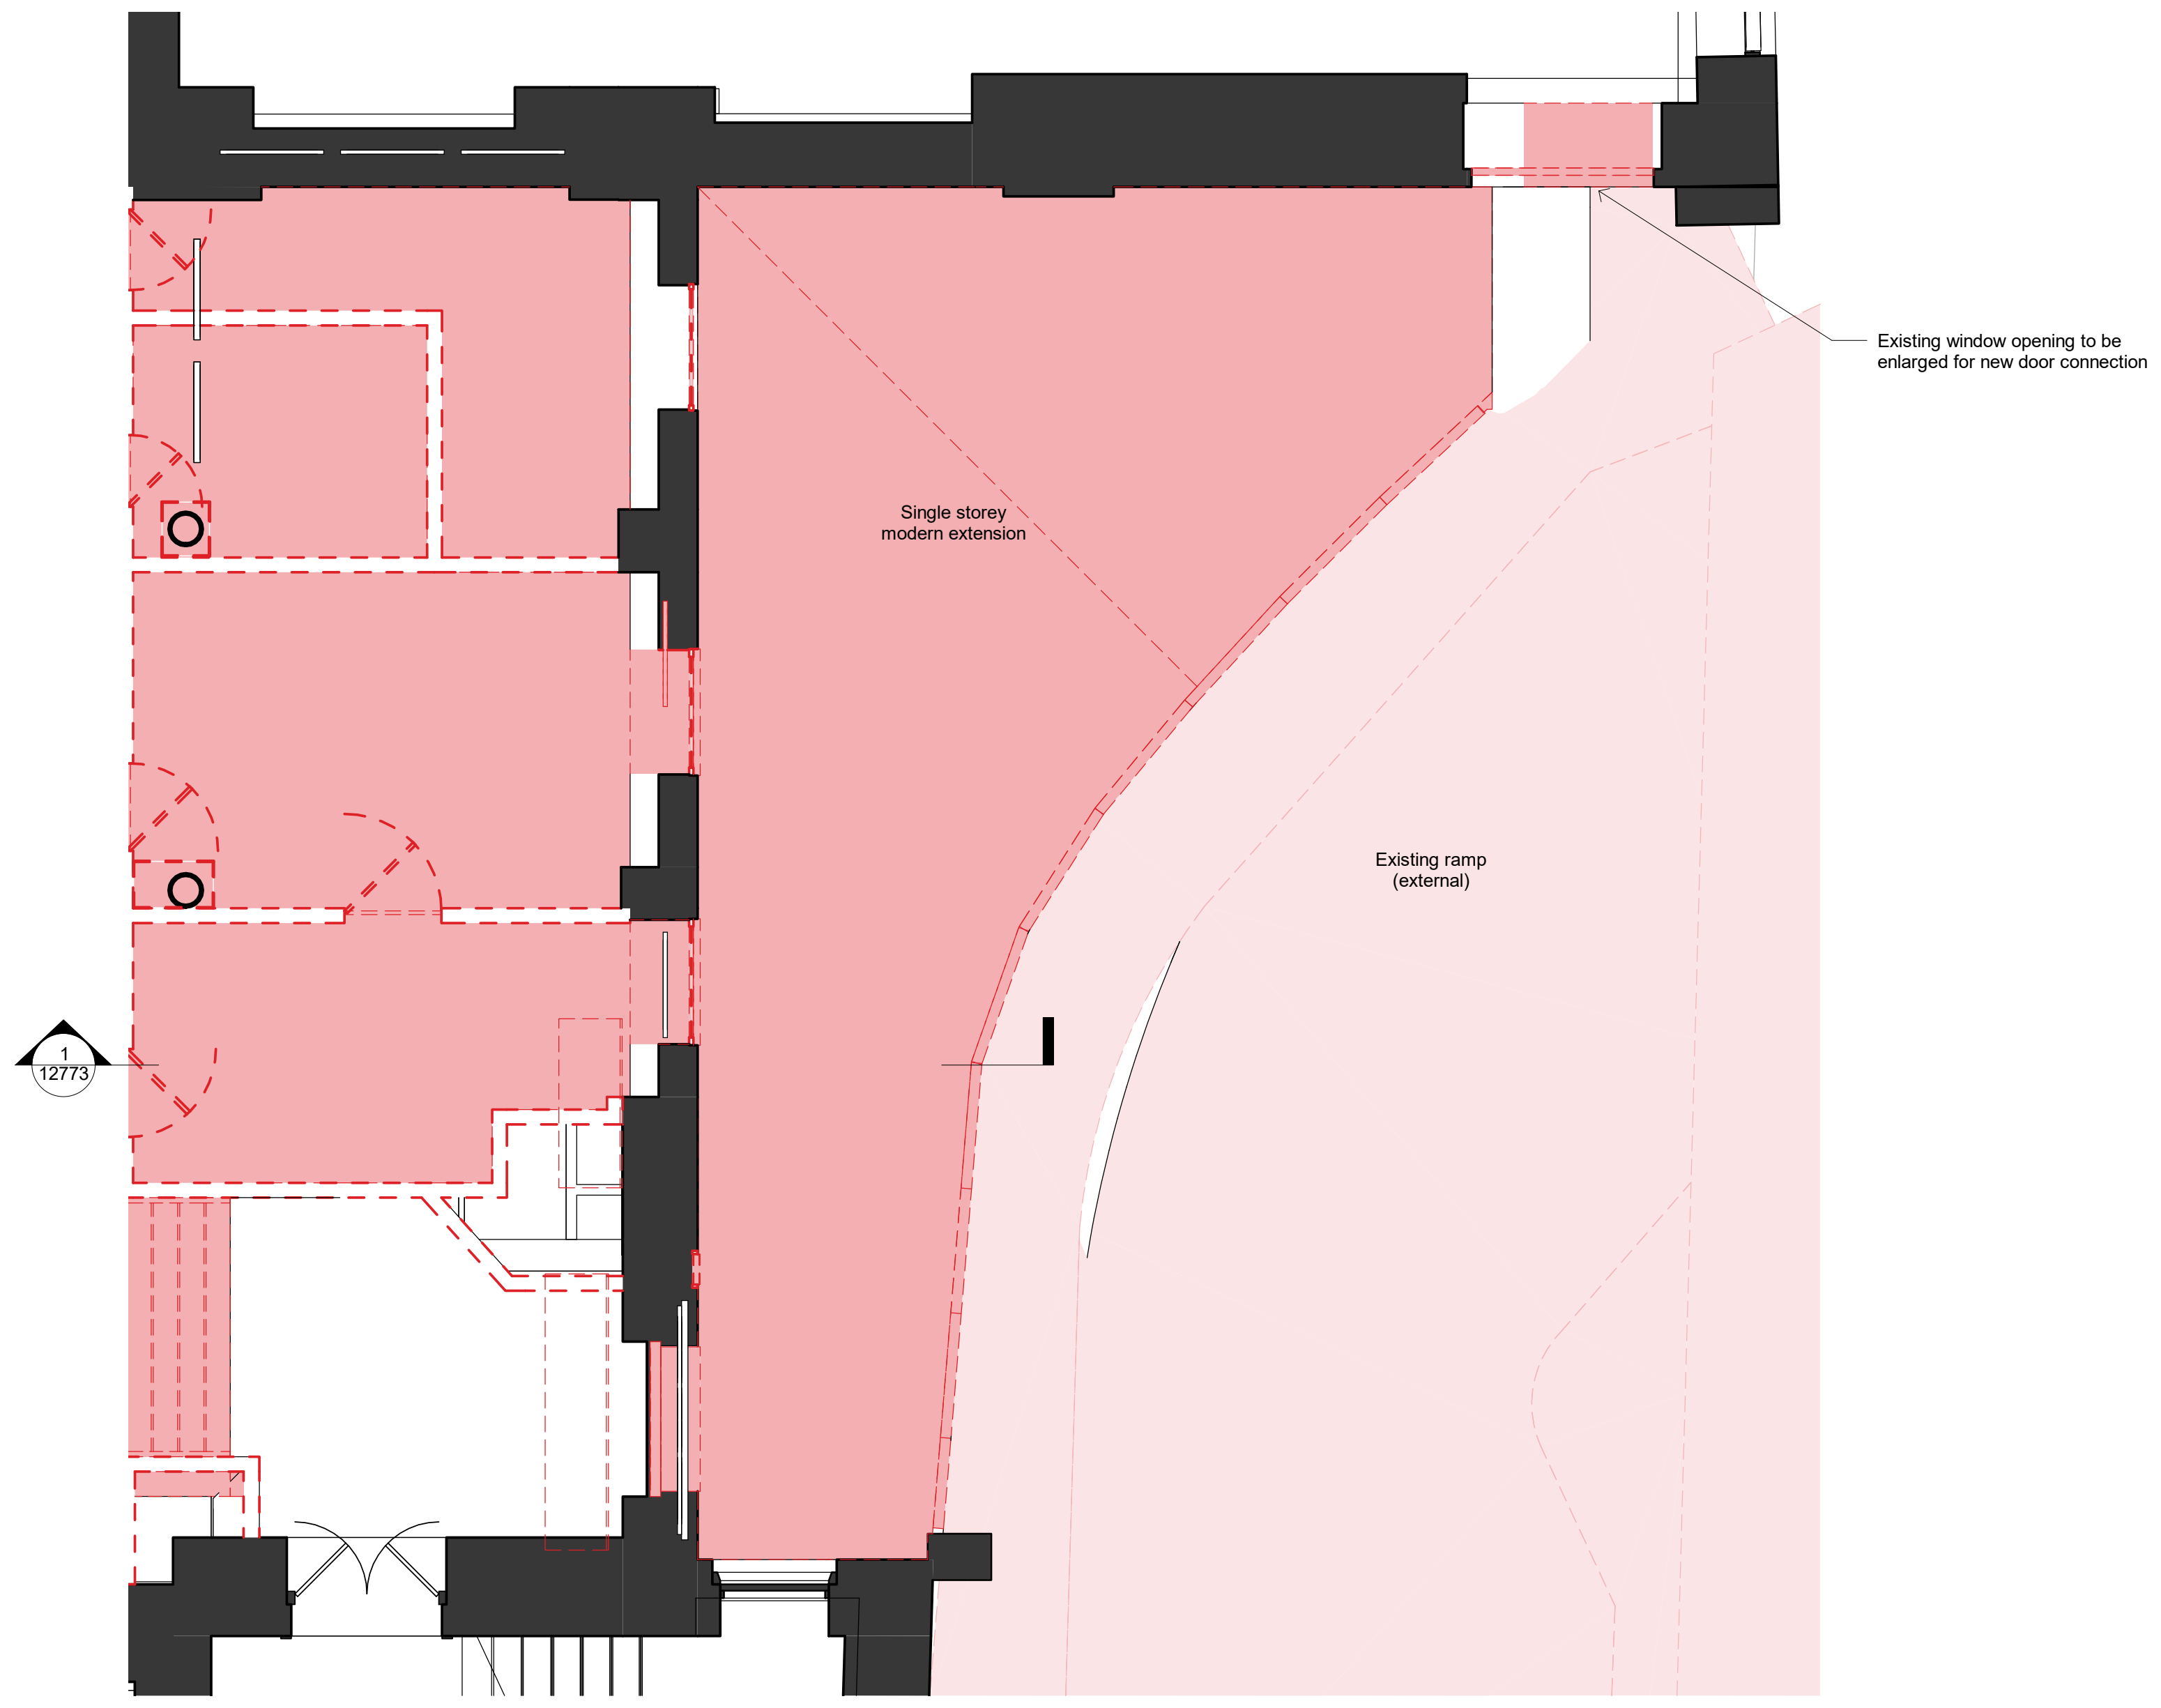 Existing window opening to be
enlarged for new door connection
Single storey
modern extension
Existing ramp
(external)
1
12773